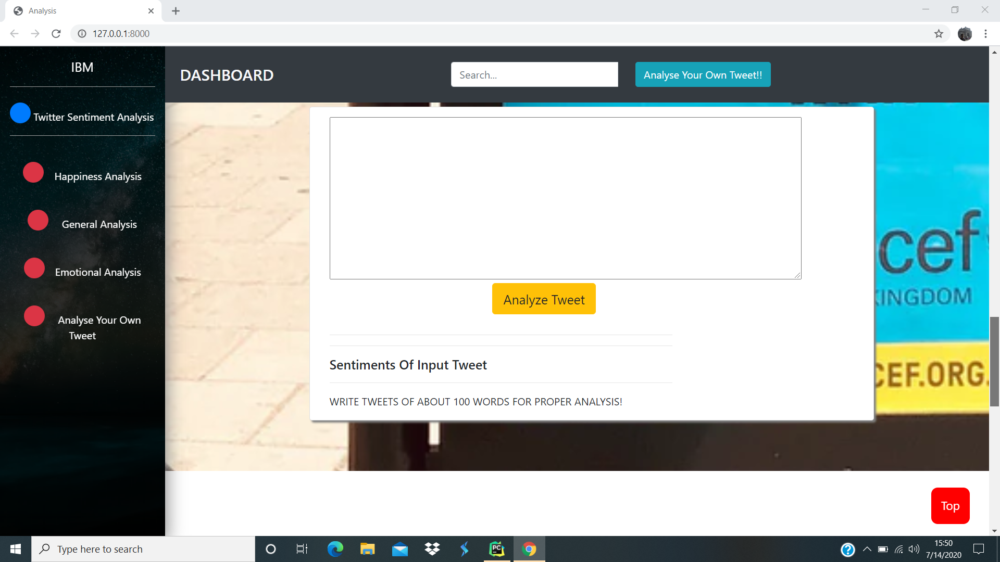 Analysis
127.0.0.1:8000
IBM
DASHBOARD
Search...
Analyse Your Own Tweet!!
Twitter Sentiment Analysis
Happiness Analysis
General Analysis
Emotional Analysis
Analyse Your Own
Tweet
Analyze Tweet
Sentiments Of Input Tweet
WRITE TWEETS OF ABOUT 100 WORDS FOR PROPER ANALYSIS!
cef
KINGDOM
CEF.ORG.
Top
Type here to search
PC
15:50
7/14/2020